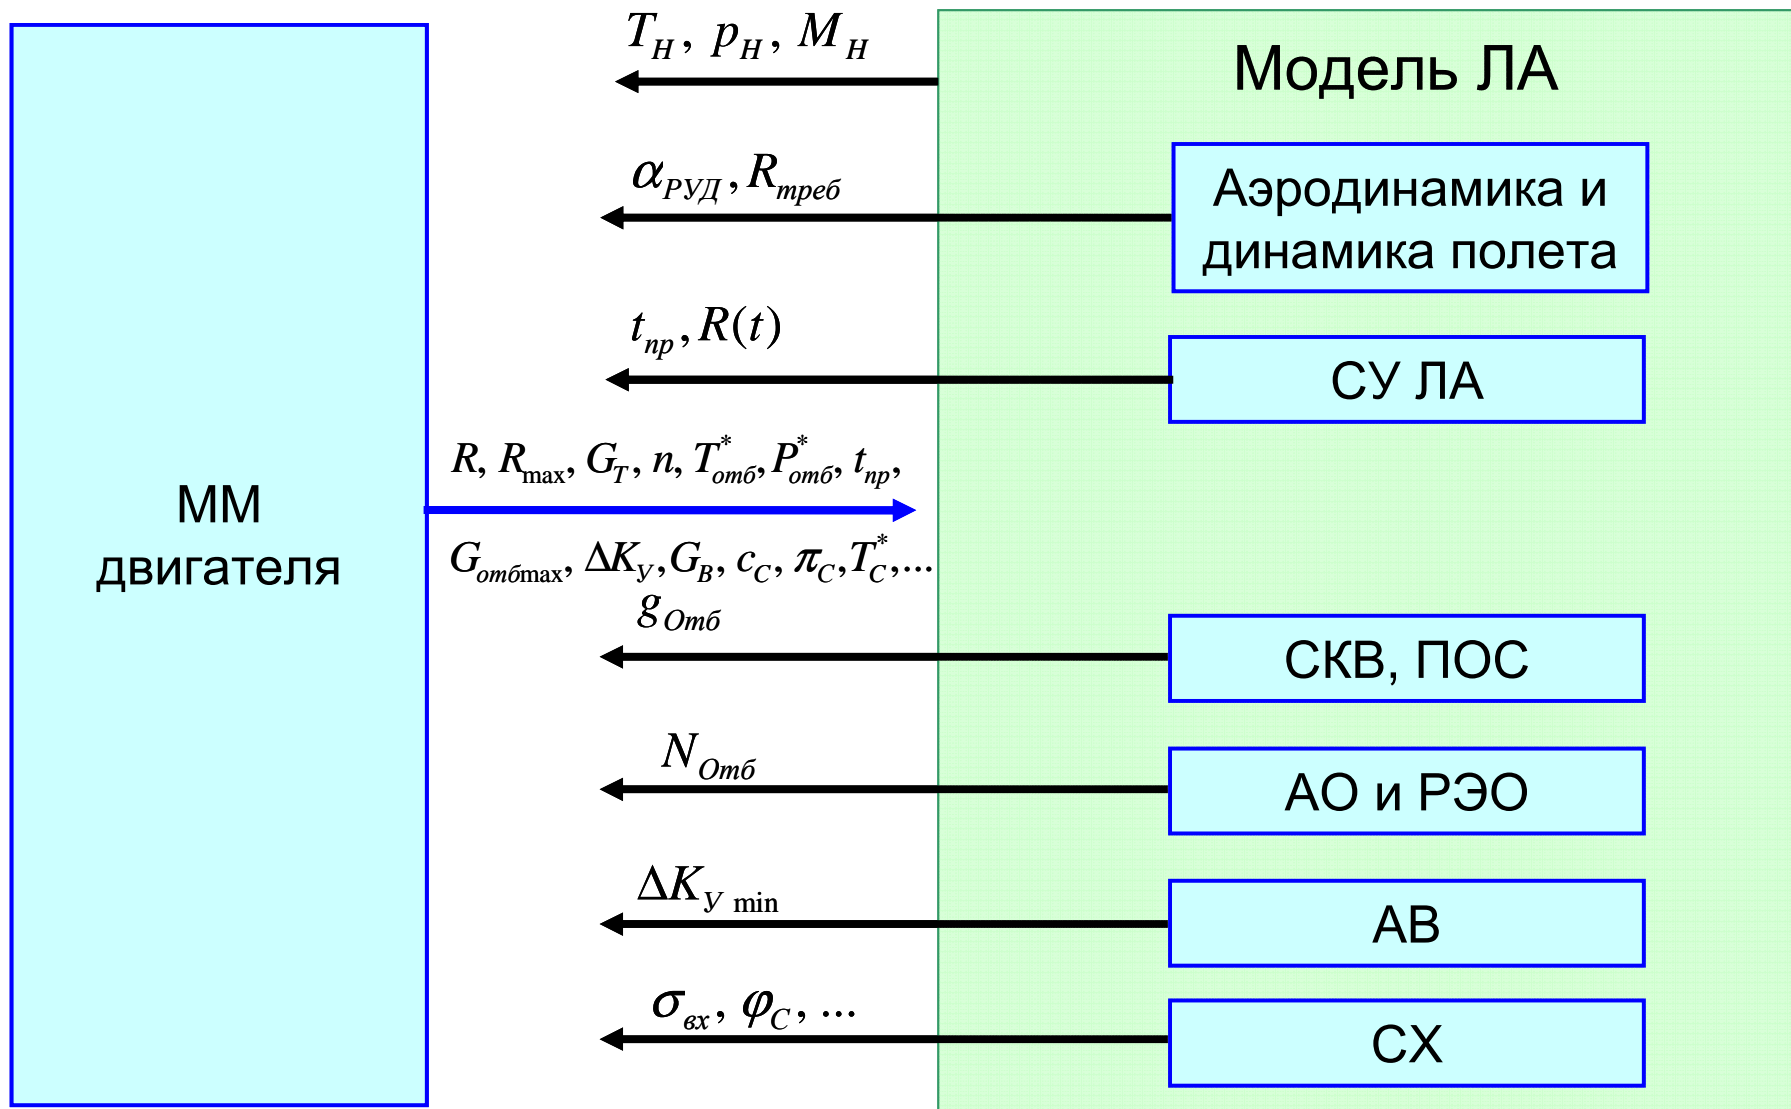 T_H, p_H, M_H
Модель ЛА
α_РУД, R_треб
Аэродинамика и
динамика полета
t_пр, R(t)
СУ ЛА
R, R_max, G_T, n, T*_отб, P*_отб, t_пр,
ММ
двигателя
G_отбmax, ΔK_У, G_В, c_C, π_C, T*_C,...
g_Отб
СКВ, ПОС
N_Отб
АО и РЭО
ΔK_У min
АВ
σ_вх, φ_C, ...
СХ